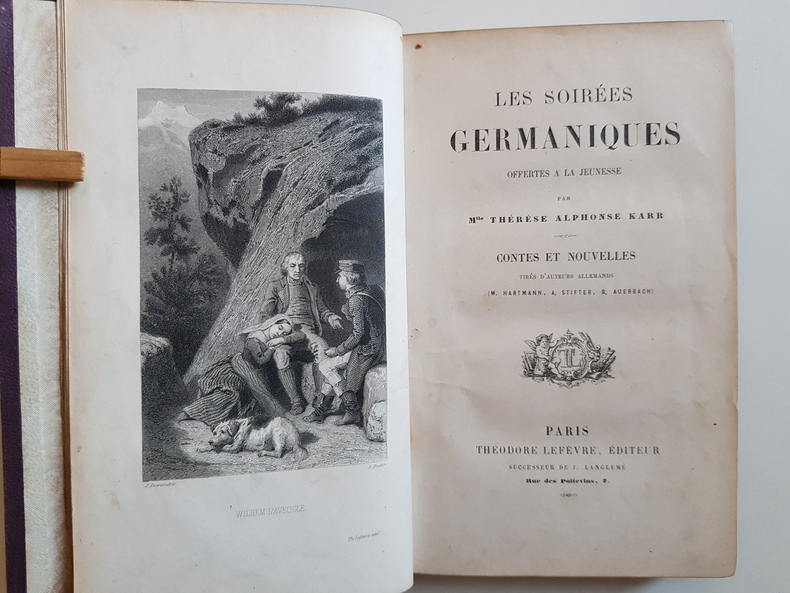 WILHEM L'AVEUGLE.
LES SOIRÉES
GERMANIQUES
OFFERTES A LA JEUNESSE
PAR
Mlle THÉRÈSE ALPHONSE KARR
CONTES ET NOUVELLES
TIRÉS D'AUTEURS ALLEMANDS
(M. HARTMANN, A, STIFTER, B, AUERBACH)
TL
PARIS
THÉODORE LEFÈVRE, ÉDITEUR
SUCCESSEUR DE J. LANGLUMÉ
Rue des Poitevins, 2.